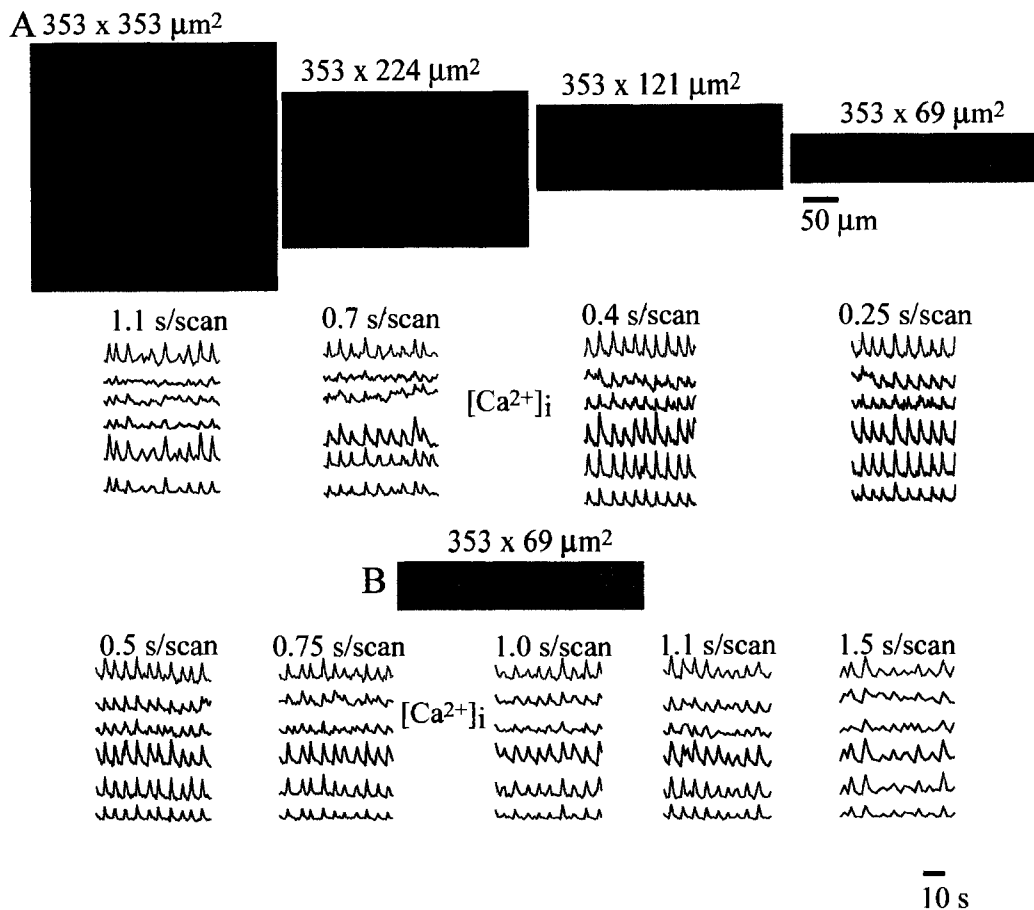 A 353 x 353 μm²
353 x 224 μm²
353 x 121 μm²
353 x 69 μm²
50 μm
1.1 s/scan
0.7 s/scan
0.4 s/scan
0.25 s/scan
[Ca²⁺]i
353 x 69 μm²
B
0.5 s/scan
0.75 s/scan
1.0 s/scan
1.1 s/scan
1.5 s/scan
[Ca²⁺]i
10 s